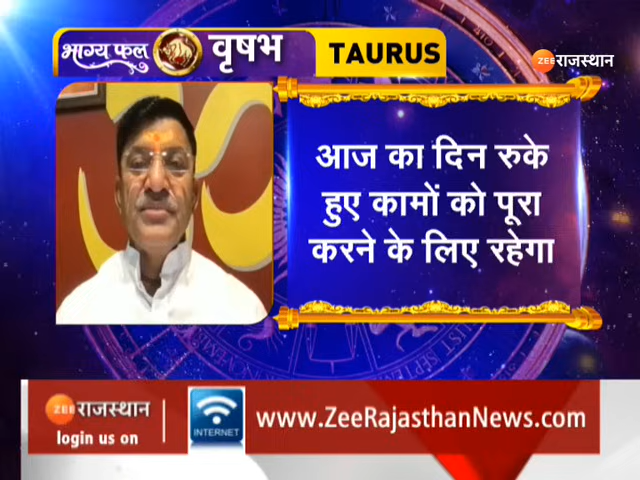 भाग्य फल वृषभ TAURUS
ZEE राजस्थान
आज का दिन रुके
हुए कामों को पूरा
करने के लिए रहेगा
ZEE राजस्थान
login us on
INTERNET
www.ZeeRajasthanNews.com